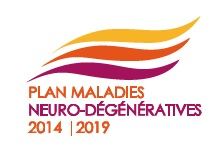 PLAN MALADIES
NEURO-DÉGÉNÉRATIVES
2014 | 2019